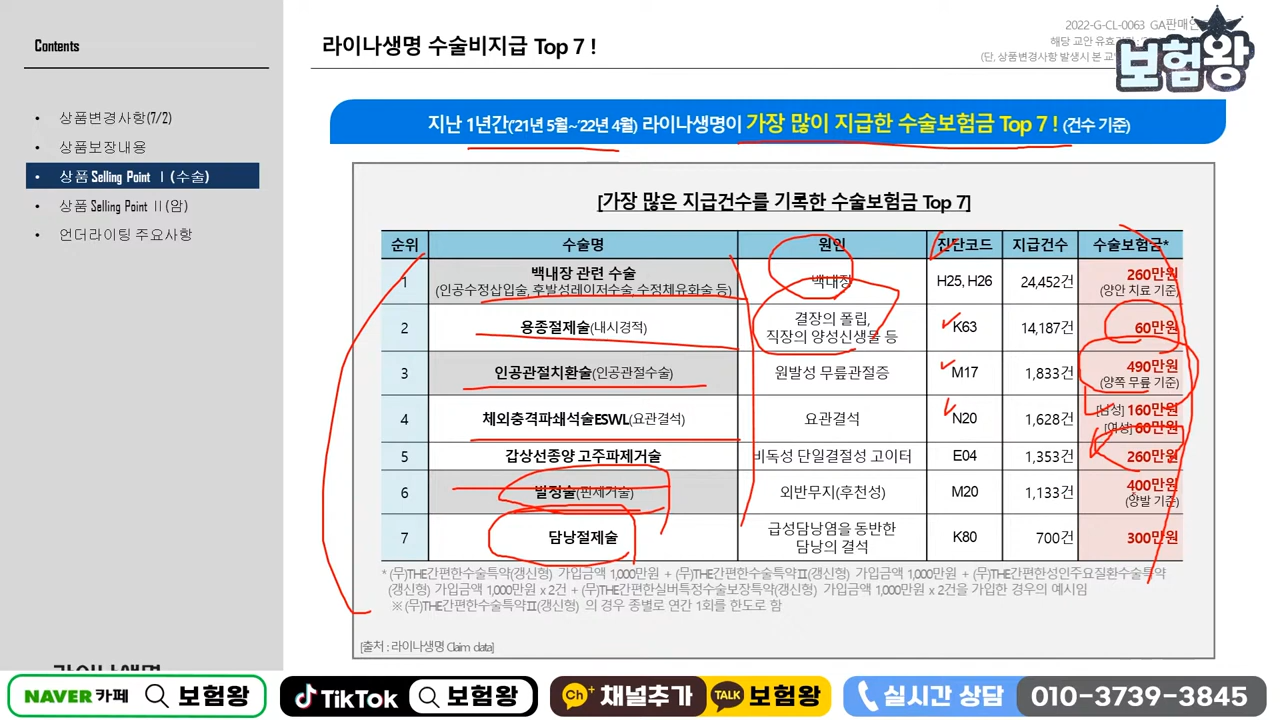 Contents
라이나생명 수술비지급 Top 7 !
2022-G-CL-0063 GA판매인
해당 교안 유효기간 :
(단, 상품변경사항 발생시 본 교
보험왕
• 상품변경사항(7/2)
• 상품보장내용
• 상품 Selling Point Ⅰ (수술)
• 상품 Selling Point Ⅱ (암)
• 언더라이팅 주요사항
지난 1년간('21년 5월~'22년 4월) 라이나생명이 가장 많이 지급한 수술보험금 Top 7 ! (건수 기준)
[가장 많은 지급건수를 기록한 수술보험금 Top 7]
순위 수술명 원인 진단코드 지급건수 수술보험금*
1 백내장 관련 수술 (인공수정삽입술, 후발성레이저수술, 수정체유화술 등) 백내장 H25, H26 24,452건 260만원 (양안 치료 기준)
2 용종절제술(내시경적) 결장의 폴립, 직장의 양성신생물 등 K63 14,187건 60만원
3 인공관절치환술(인공관절수술) 원발성 무릎관절증 M17 1,833건 490만원 (양쪽 무릎 기준)
4 체외충격파쇄석술ESWL(요관결석) 요관결석 N20 1,628건 [남성] 160만원 [여성] 60만원
5 갑상선종양 고주파제거술 비독성 단일결절성 고이터 E04 1,353건 260만원
6 발정술(핀제거술) 외반무지(후천성) M20 1,133건 400만원 (양발 기준)
7 담낭절제술 급성담낭염을 동반한 담낭의 결석 K80 700건 300만원
* (무)THE간편한수술특약(갱신형) 가입금액 1,000만원 + (무)THE간편한수술특약Ⅱ(갱신형) 가입금액 1,000만원 + (무)THE간편한성인주요질환수술특약
(갱신형) 가입금액 1,000만원 x 2건 + (무)THE간편한실버특정수술보장특약(갱신형) 가입금액 1,000만원 x 2건을 가입한 경우의 예시임
※ (무)THE간편한수술특약Ⅱ(갱신형) 의 경우 종별로 연간 1회를 한도로 함
[출처 : 라이나생명 Claim data]
라이나생명
NAVER 카페 보험왕
TikTok 보험왕
Ch+ 채널추가 TALK 보험왕
실시간 상담 010-3739-3845